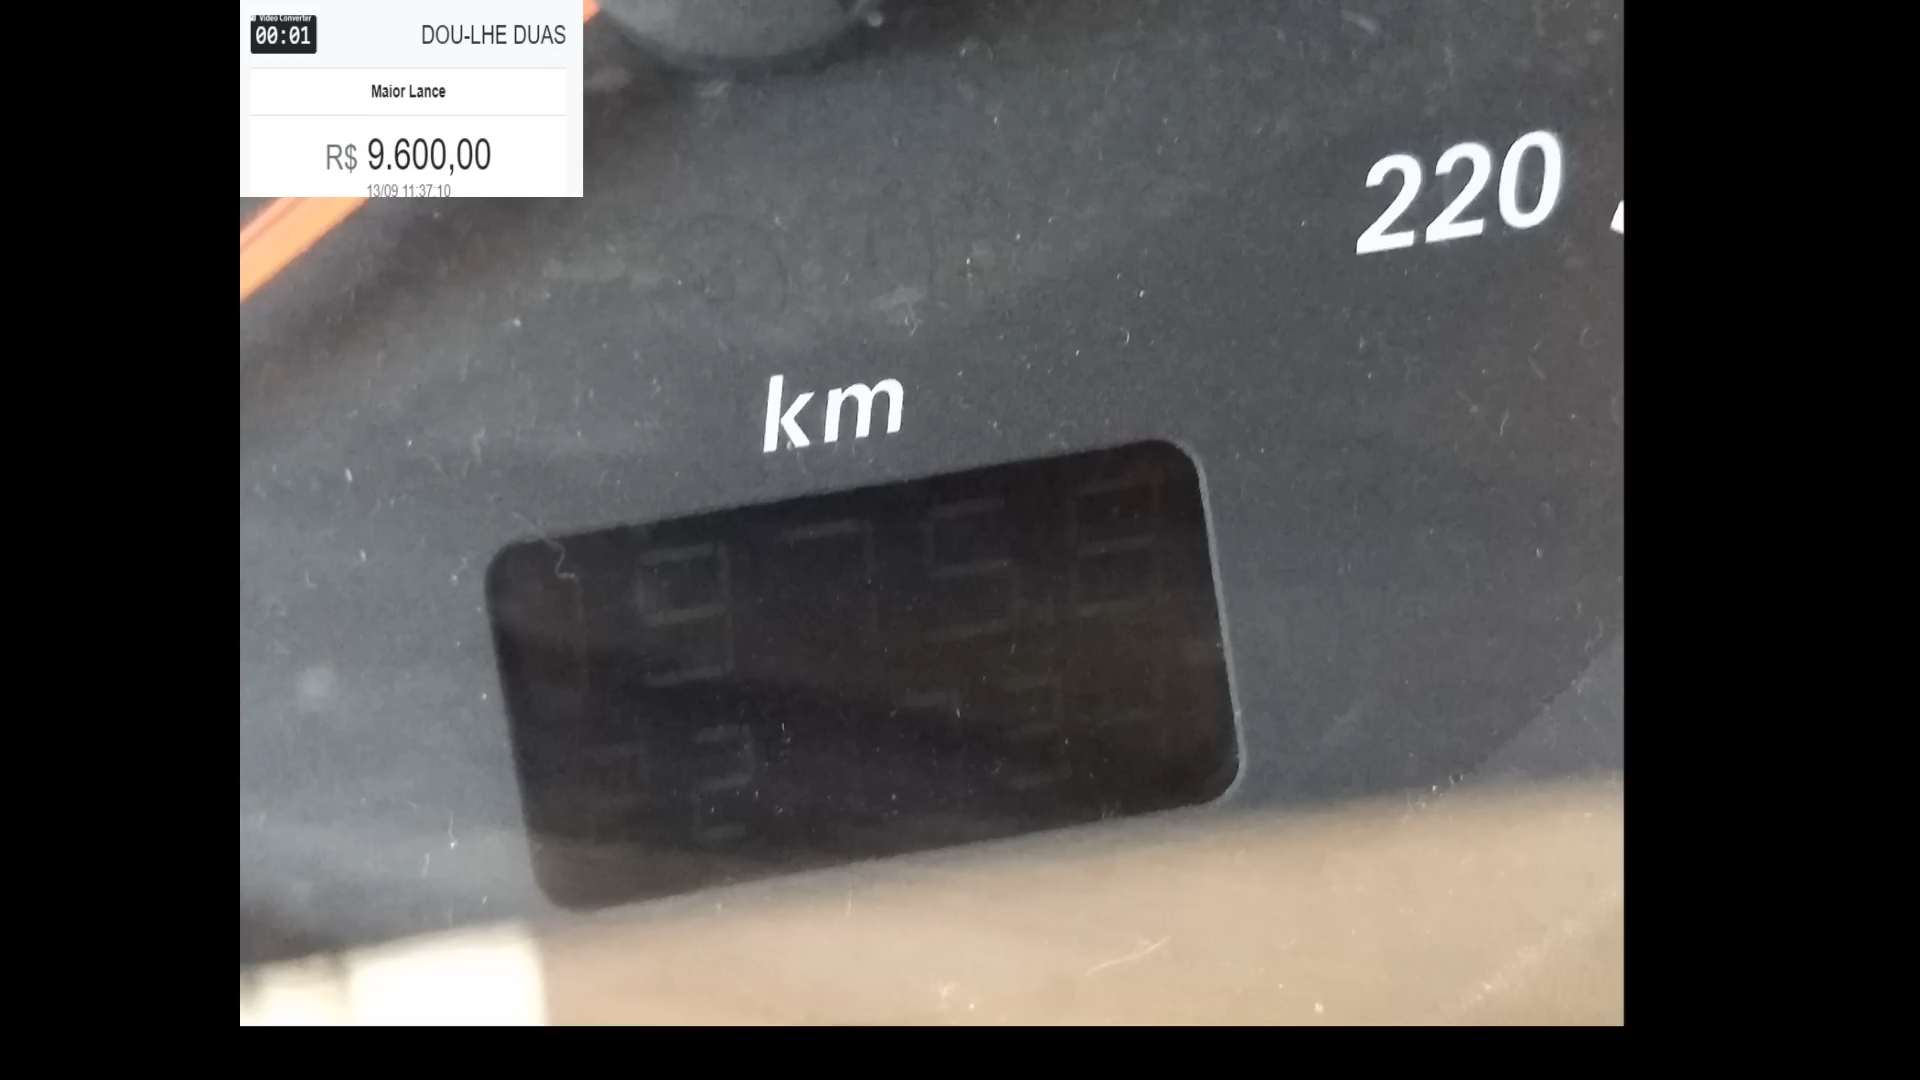 Video Converter
00:01
DOU-LHE DUAS
Maior Lance
R$ 9.600,00
13/09 11:37:10
220
km